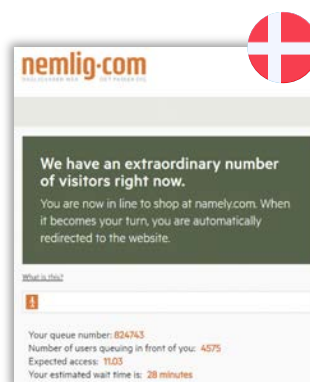 nemlig.com
We have an extraordinary number
of visitors right now.
You are now in line to shop at namely.com. When
it becomes your turn, you are automatically
redirected to the website.
What is this?
Your queue number: 824743
Number of users queuing in front of you: 4575
Expected access: 11.03
Your estimated wait time is: 28 minutes